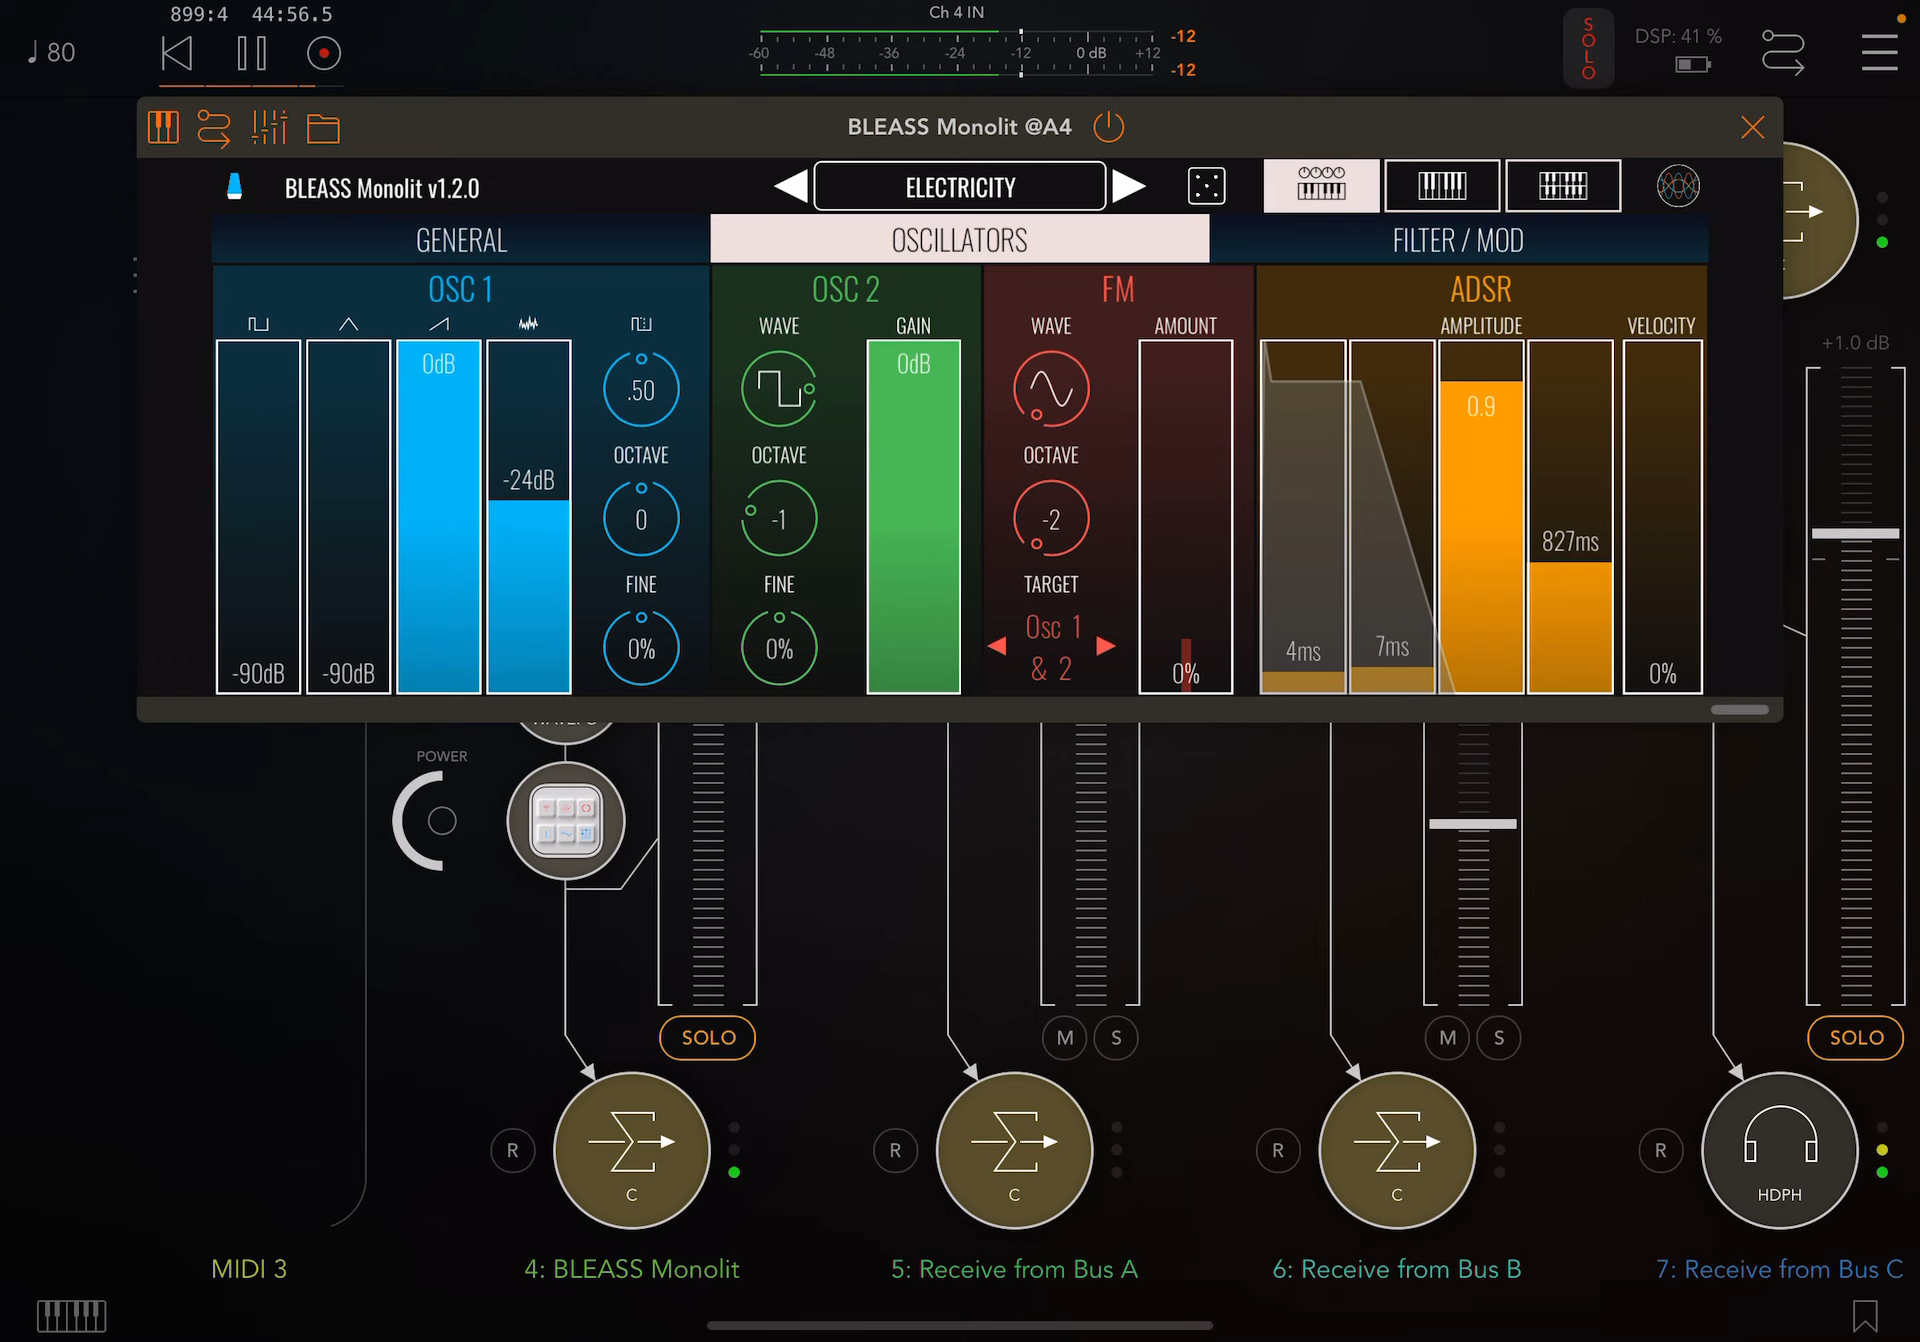 899:4 44:56.5
Ch 4 IN
80
-60 -48 -36 -24 -12 0 dB +12
-12
-12
SOLO
DSP: 41 %
BLEASS Monolit @A4
BLEASS Monolit v1.2.0
ELECTRICITY
GENERAL
OSCILLATORS
FILTER / MOD
OSC 1
OSC 2
FM
ADSR
WAVE
GAIN
WAVE
AMOUNT
AMPLITUDE
VELOCITY
0dB
.50
0dB
0.9
OCTAVE
OCTAVE
OCTAVE
-24dB
0
-1
-2
827ms
FINE
FINE
TARGET
Osc 1
& 2
0%
0%
4ms
7ms
-90dB
-90dB
0%
0%
+1.0 dB
POWER
SOLO
M
S
M
S
SOLO
R
C
R
C
R
C
R
HDPH
MIDI 3
4: BLEASS Monolit
5: Receive from Bus A
6: Receive from Bus B
7: Receive from Bus C